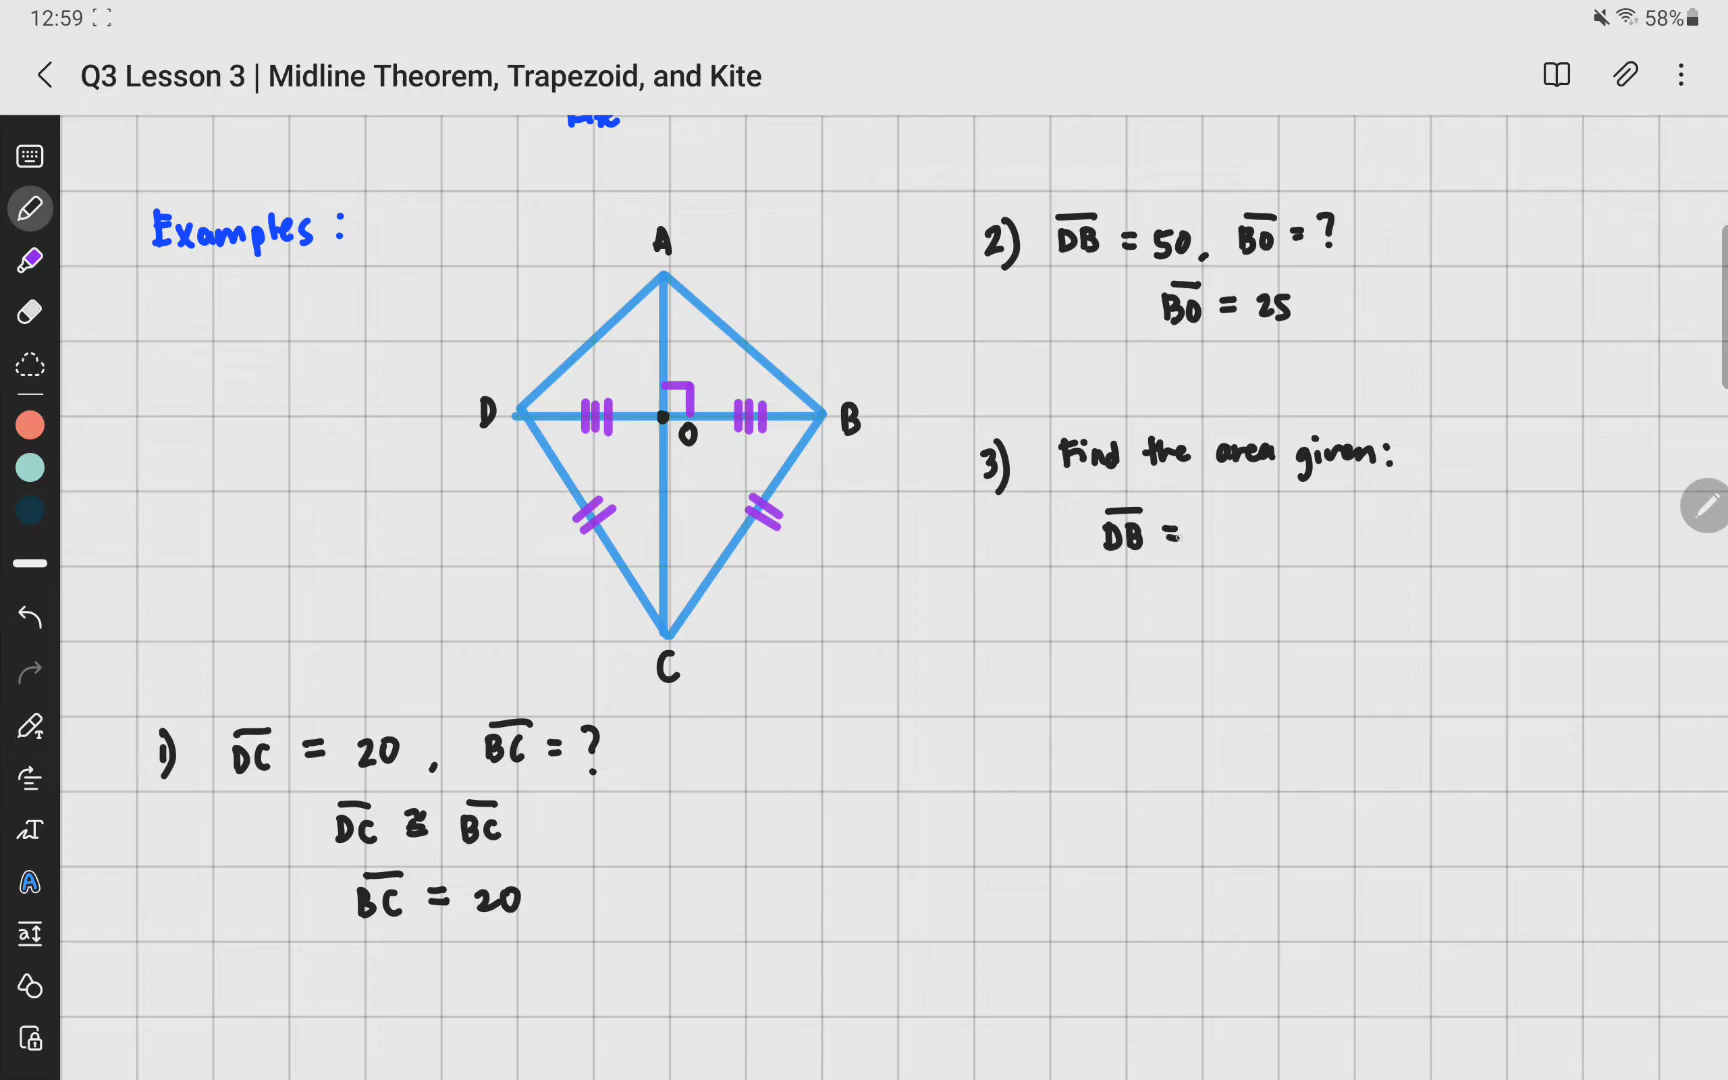 12:59
58%
Q3 Lesson 3 | Midline Theorem, Trapezoid, and Kite
Examples :
A
D
B
O
C
1) DC = 20 , BC = ?
DC ≅ BC
BC = 20
2) DB = 50, BO = ?
BO = 25
3) Find the area given:
DB =